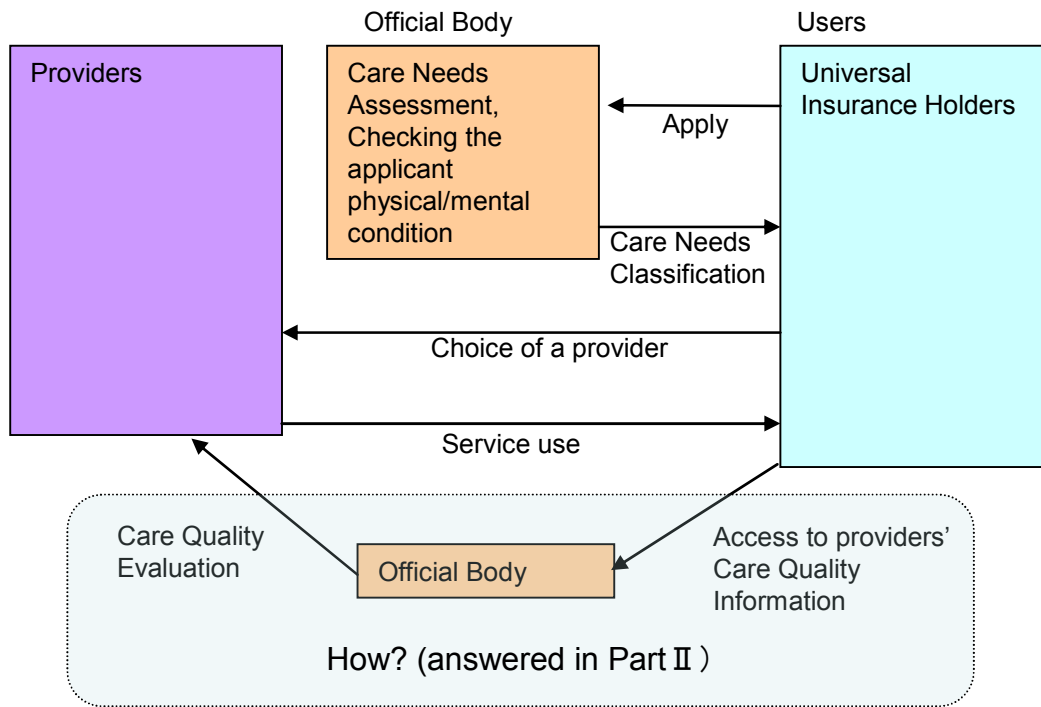 Official Body
Users
Providers
Care Needs
Assessment,
Checking the
applicant
physical/mental
condition
Universal
Insurance Holders
Apply
Care Needs
Classification
Choice of a provider
Service use
Care Quality
Evaluation
Official Body
Access to providers’
Care Quality
Information
How? (answered in Part Ⅱ）